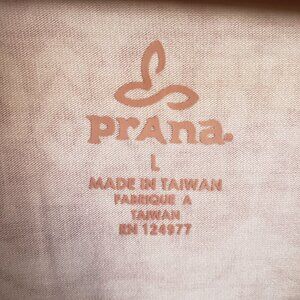 prAna.
L
MADE IN TAIWAN
FABRIQUE A
TAIWAN
RN 124977